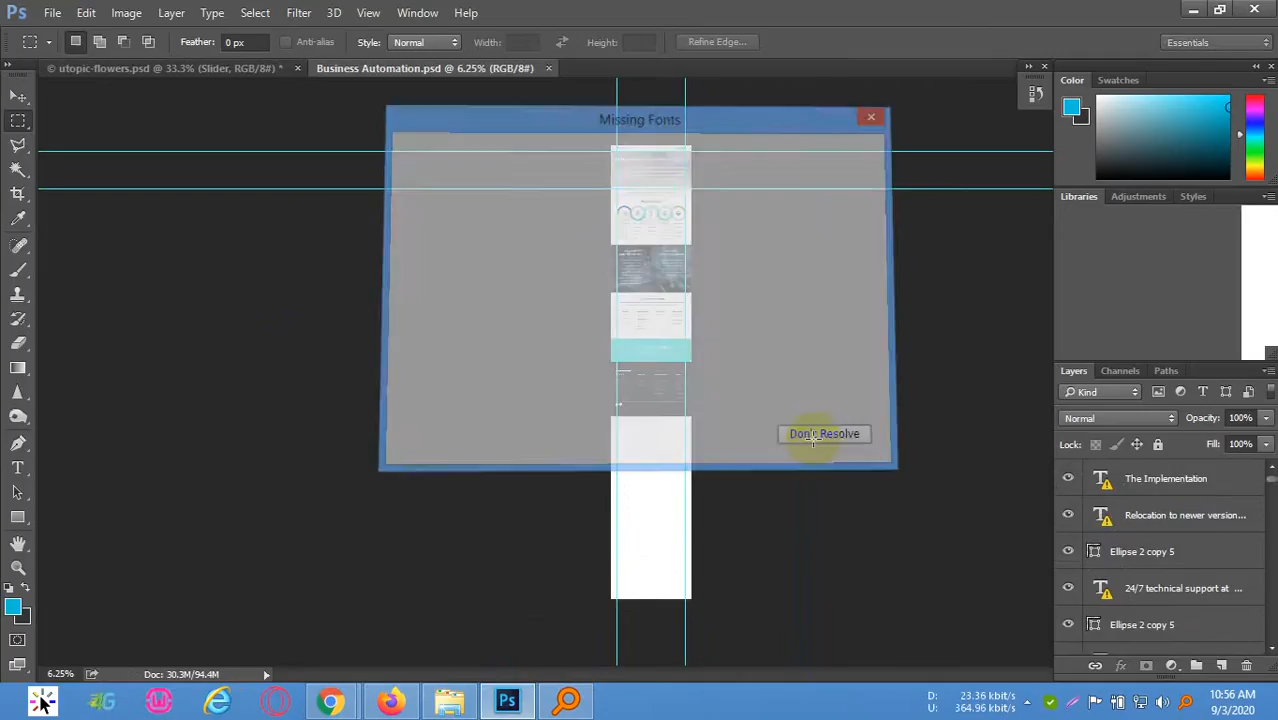 Ps File Edit Image Layer Type Select Filter 3D View Window Help
Feather: 0 px Anti-alias Style: Normal Width: Height: Refine Edge... Essentials
© utopic-flowers.psd @ 33.3% (Slider, RGB/8#) * × Business Automation.psd @ 6.25% (RGB/8#) ×
Color Swatches
Missing Fonts
Libraries Adjustments Styles
Layers Channels Paths
Kind
Normal Opacity: 100%
Don't Resolve
Lock: Fill: 100%
The Implementation
Relocation to newer version...
Ellipse 2 copy 5
24/7 technical support at ...
Ellipse 2 copy 5
6.25% Doc: 30.3M/94.4M
D: 23.36 kbit/s
U: 364.96 kbit/s
10:56 AM
9/3/2020